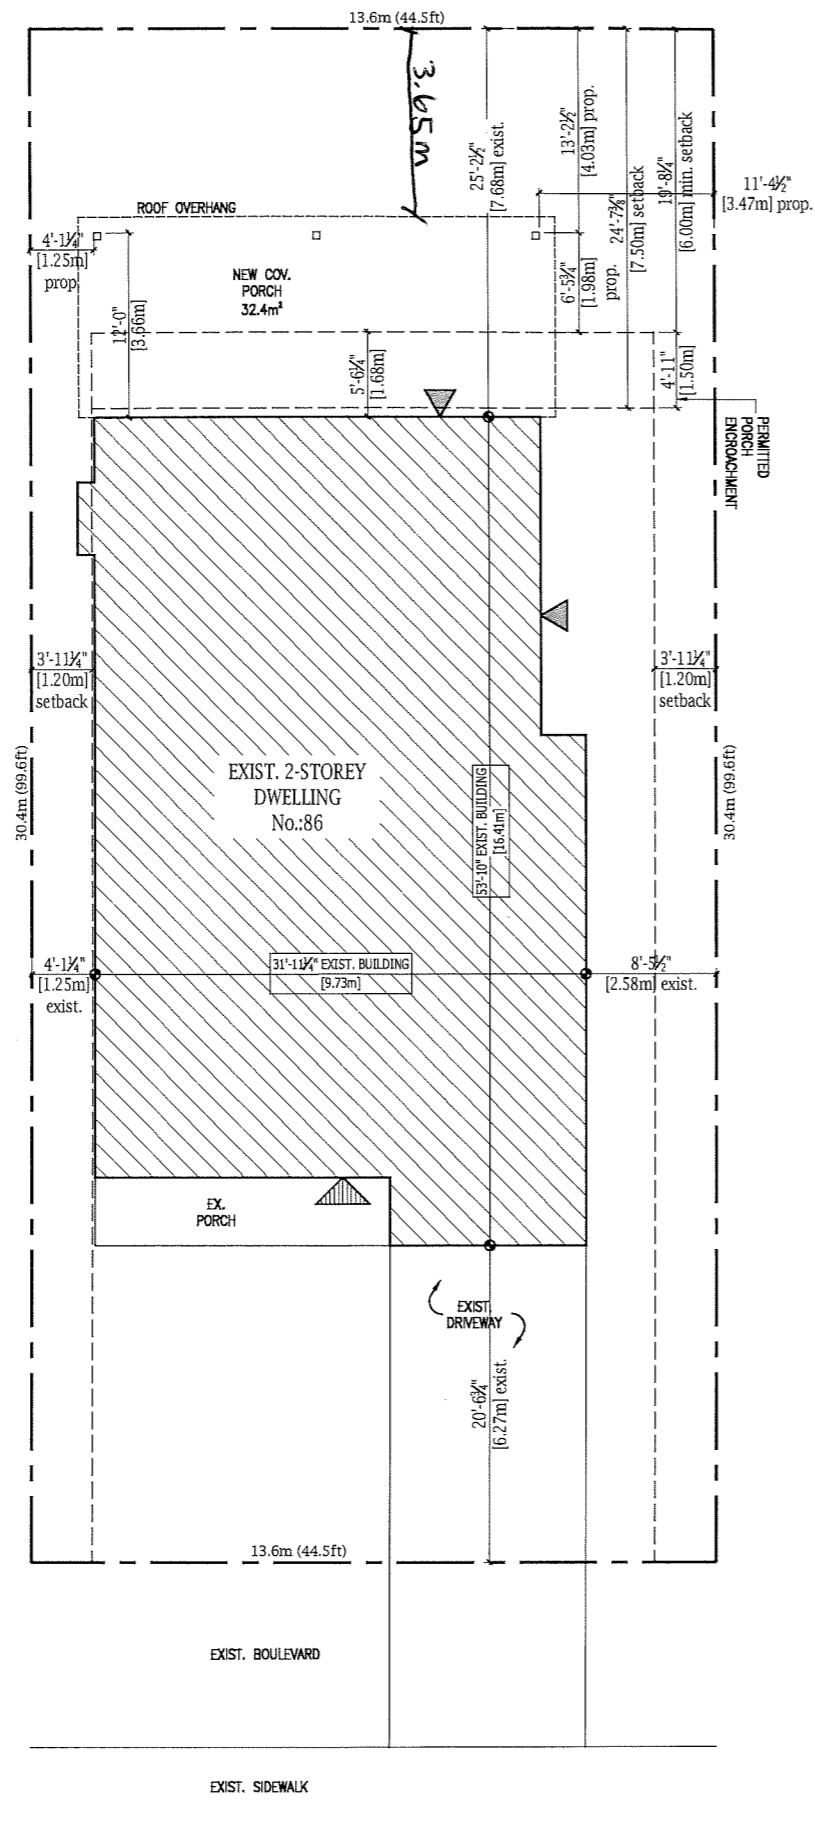 13.6m (44.5ft)
3.65m
25'-2½"
[7.68m] exist.
13'-2½"
[4.03m] prop.
24'-7⅜"
[7.50m] setback
19'-8¼"
[6.00m] min. setback
11'-4½"
[3.47m] prop.
ROOF OVERHANG
4'-1¼"
[1.25m]
prop.
NEW COV.
PORCH
32.4m²
12'-0"
[3.66m]
6'-5¾"
[1.98m]
prop.
5'-6¼"
[1.68m]
4'-11"
[1.50m]
PERMITTED
PORCH
ENCROACHMENT
3'-11¼"
[1.20m]
setback
3'-11¼"
[1.20m]
setback
30.4m (99.6ft)
30.4m (99.6ft)
EXIST. 2-STOREY
DWELLING
No.:86
53'-10" EXIST. BUILDING
[16.41m]
4'-1¼"
[1.25m]
exist.
31'-11¼" EXIST. BUILDING
[9.73m]
8'-5½"
[2.58m] exist.
EX.
PORCH
EXIST.
DRIVEWAY
20'-6¾"
[6.27m] exist.
13.6m (44.5ft)
EXIST. BOULEVARD
EXIST. SIDEWALK